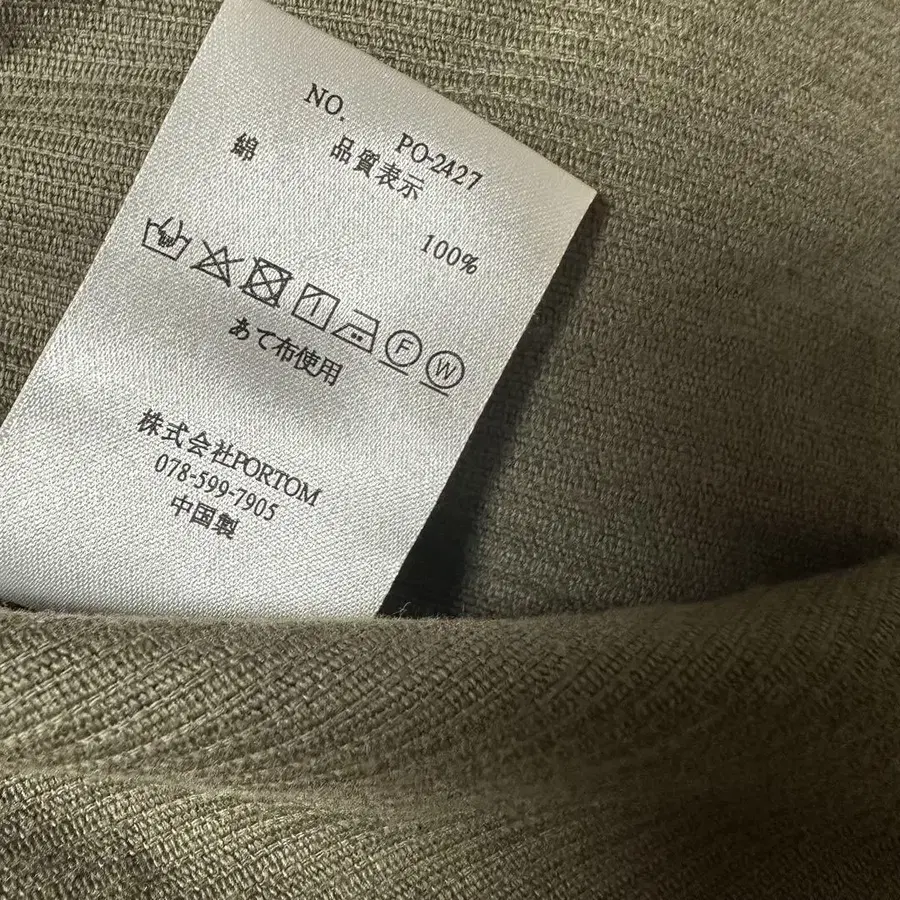 NO. PO-2427
品質表示
綿 100%
F W
あて布使用
株式会社PORTOM
078-599-7905
中国製